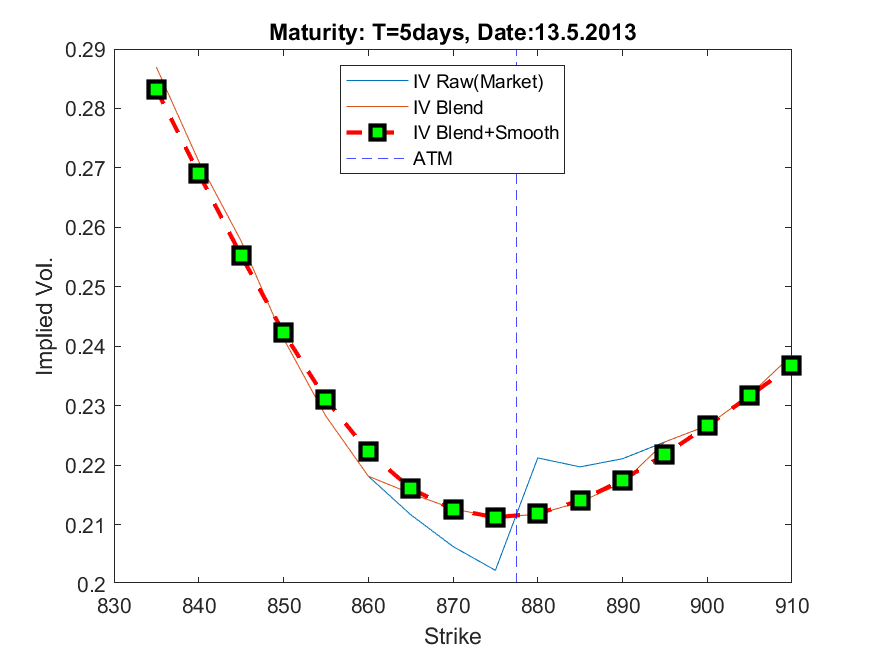 Maturity: T=5days, Date:13.5.2013
0.29
0.28
0.27
0.26
0.25
0.24
0.23
0.22
0.21
0.2
Implied Vol.
IV Raw(Market)
IV Blend
IV Blend+Smooth
ATM
830 840 850 860 870 880 890 900 910
Strike